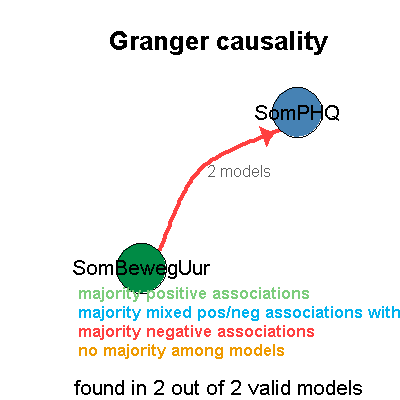 Granger causality
SomPHQ
2 models
SomBewegUur
majority positive associations
majority mixed pos/neg associations with
majority negative associations
no majority among models
found in 2 out of 2 valid models